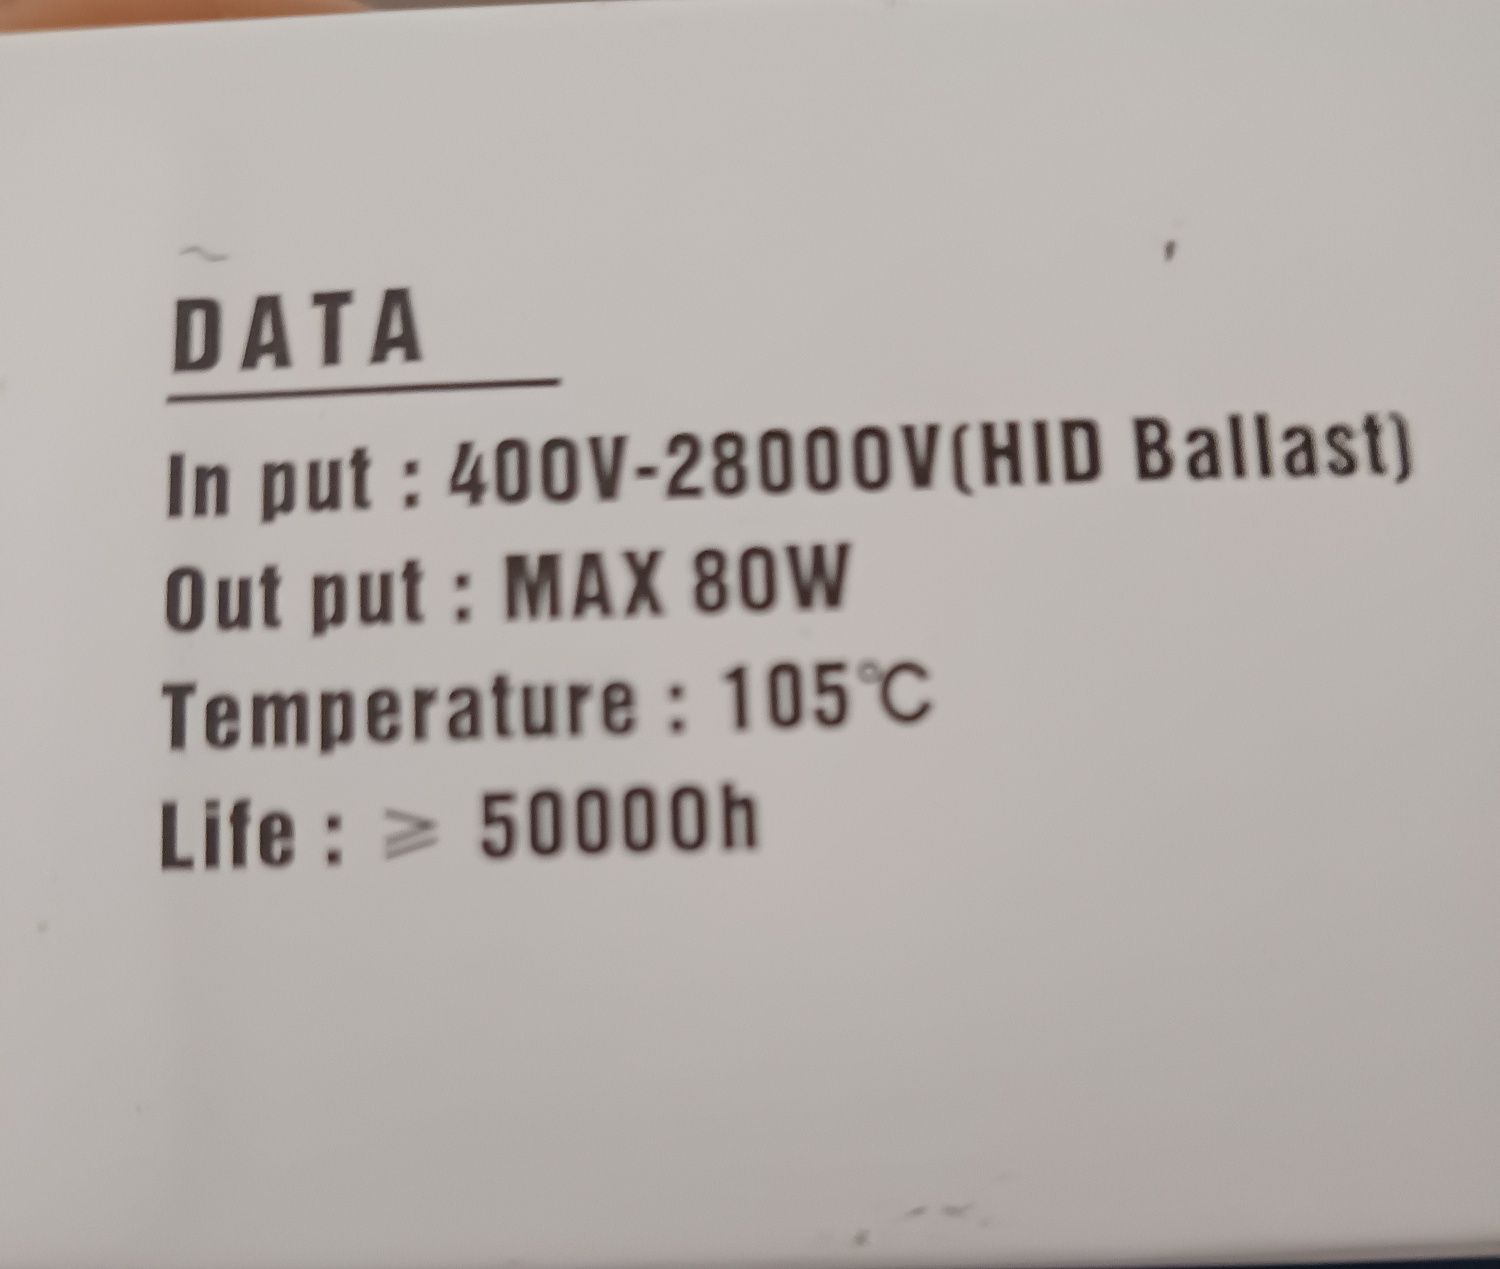 DATA
In put : 400V-28000V(HID Ballast)
Out put : MAX 80W
Temperature : 105℃
Life : ⩾ 50000h